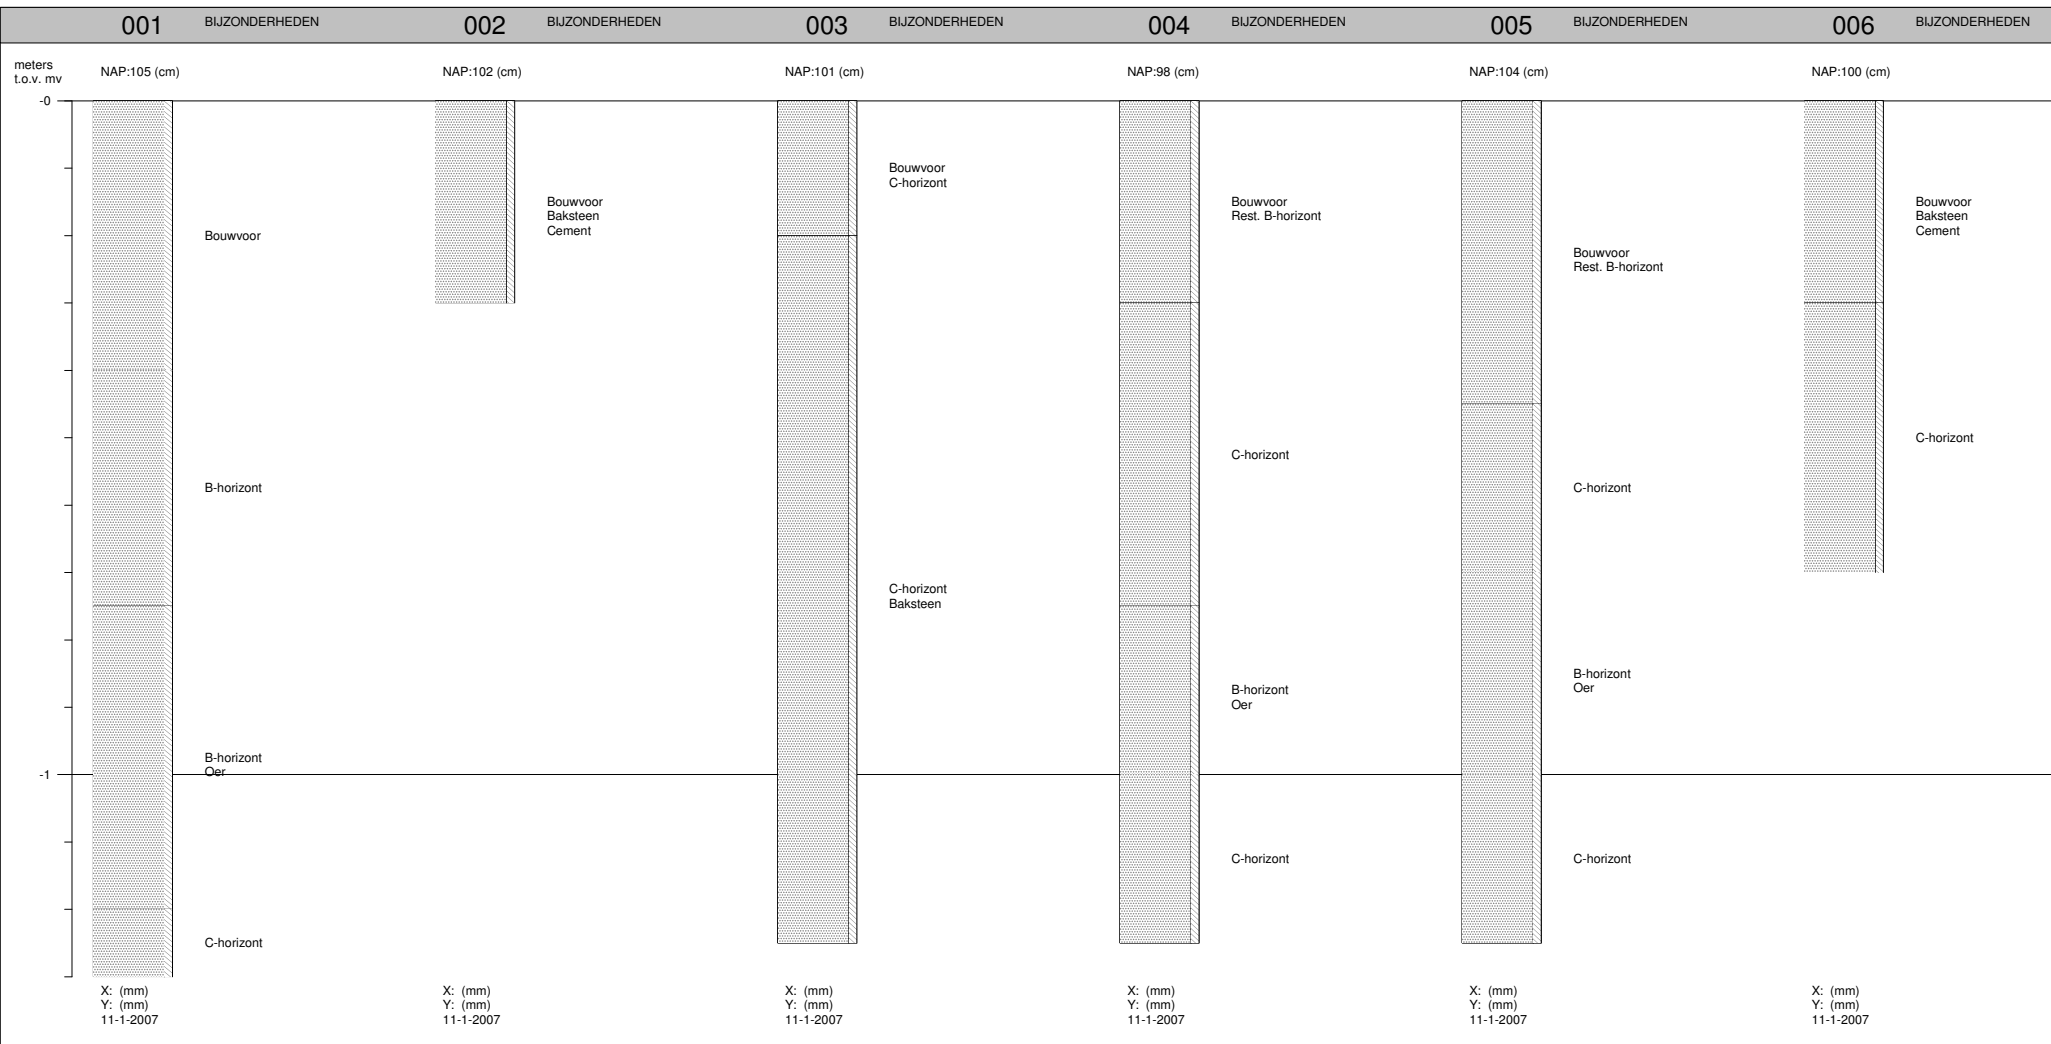 001 BIJZONDERHEDEN 002 BIJZONDERHEDEN 003 BIJZONDERHEDEN 004 BIJZONDERHEDEN 005 BIJZONDERHEDEN 006 BIJZONDERHEDEN
meters
t.o.v. mv
NAP:105 (cm) NAP:102 (cm) NAP:101 (cm) NAP:98 (cm) NAP:104 (cm) NAP:100 (cm)
-0
-1
Bouwvoor
B-horizont
B-horizont
Oer
C-horizont
Bouwvoor
Baksteen
Cement
Bouwvoor
C-horizont
C-horizont
Baksteen
Bouwvoor
Rest. B-horizont
C-horizont
B-horizont
Oer
C-horizont
Bouwvoor
Rest. B-horizont
C-horizont
B-horizont
Oer
C-horizont
Bouwvoor
Baksteen
Cement
C-horizont
X: (mm) X: (mm) X: (mm) X: (mm) X: (mm) X: (mm)
Y: (mm) Y: (mm) Y: (mm) Y: (mm) Y: (mm) Y: (mm)
11-1-2007 11-1-2007 11-1-2007 11-1-2007 11-1-2007 11-1-2007